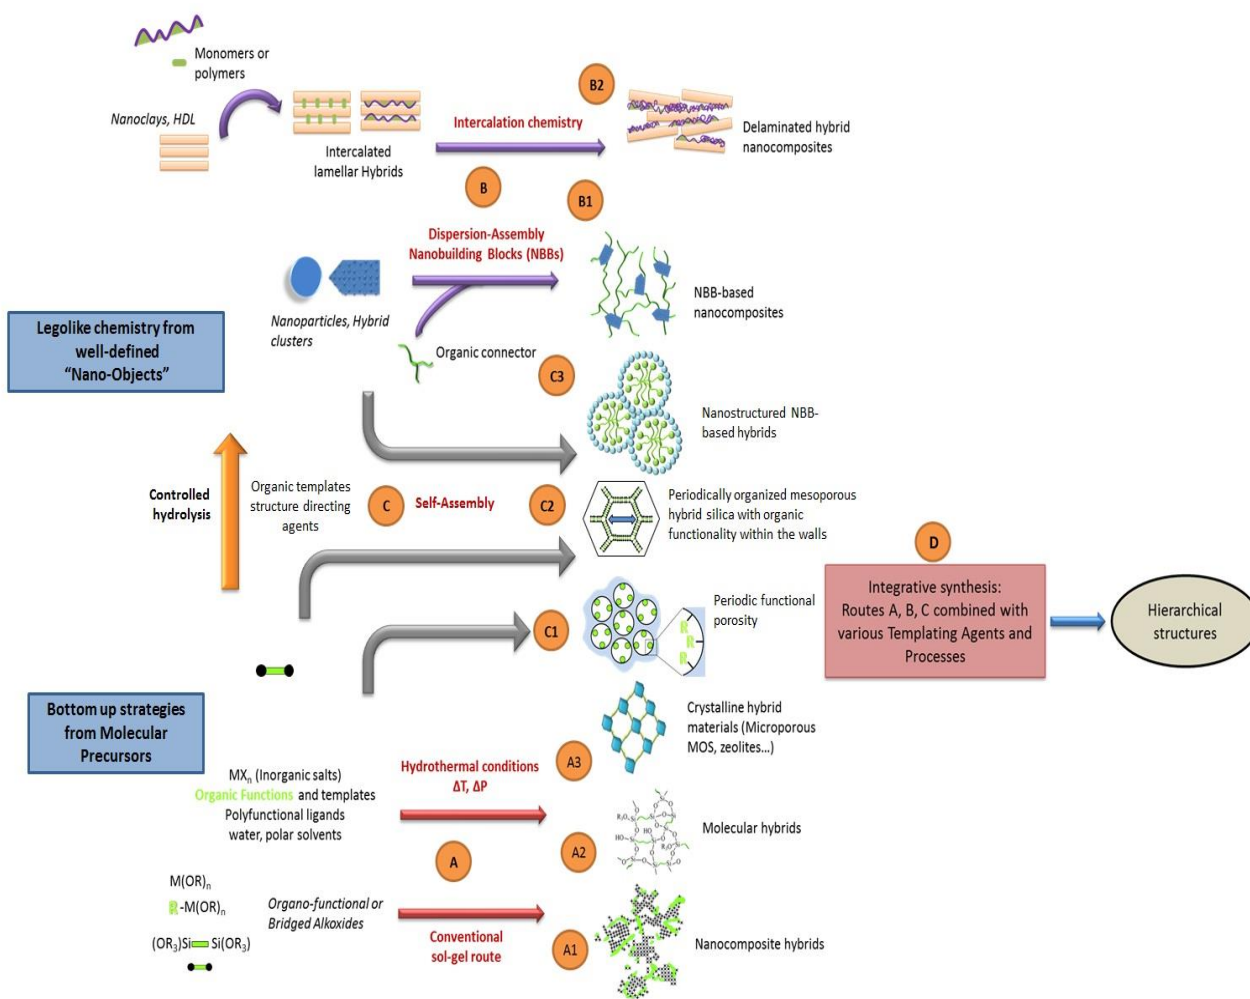 Monomers or
polymers
Nanoclays, HDL
Intercalated
lamellar Hybrids
Intercalation chemistry
B2
Delaminated hybrid
nanocomposites
B
B1
Dispersion-Assembly
Nanobuilding Blocks (NBBs)
Nanoparticles, Hybrid
clusters
Organic connector
NBB-based
nanocomposites
Legolike chemistry from
well-defined
“Nano-Objects”
C3
Nanostructured NBB-
based hybrids
Controlled
hydrolysis
Organic templates
structure directing
agents
C
Self-Assembly
C2
Periodically organized mesoporous
hybrid silica with organic
functionality within the walls
D
Integrative synthesis:
Routes A, B, C combined with
various Templating Agents and
Processes
Hierarchical
structures
C1
R
R
R
Periodic functional
porosity
Bottom up strategies
from Molecular
Precursors
Crystalline hybrid
materials (Microporous
MOS, zeolites...)
A3
MXn (Inorganic salts)
Organic Functions and templates
Polyfunctional ligands
water, polar solvents
Hydrothermal conditions
ΔT, ΔP
A2
Molecular hybrids
A
M(OR)n
R-M(OR)n
(OR3)Si Si(OR3)
Organo-functional or
Bridged Alkoxides
Conventional
sol-gel route
A1
Nanocomposite hybrids